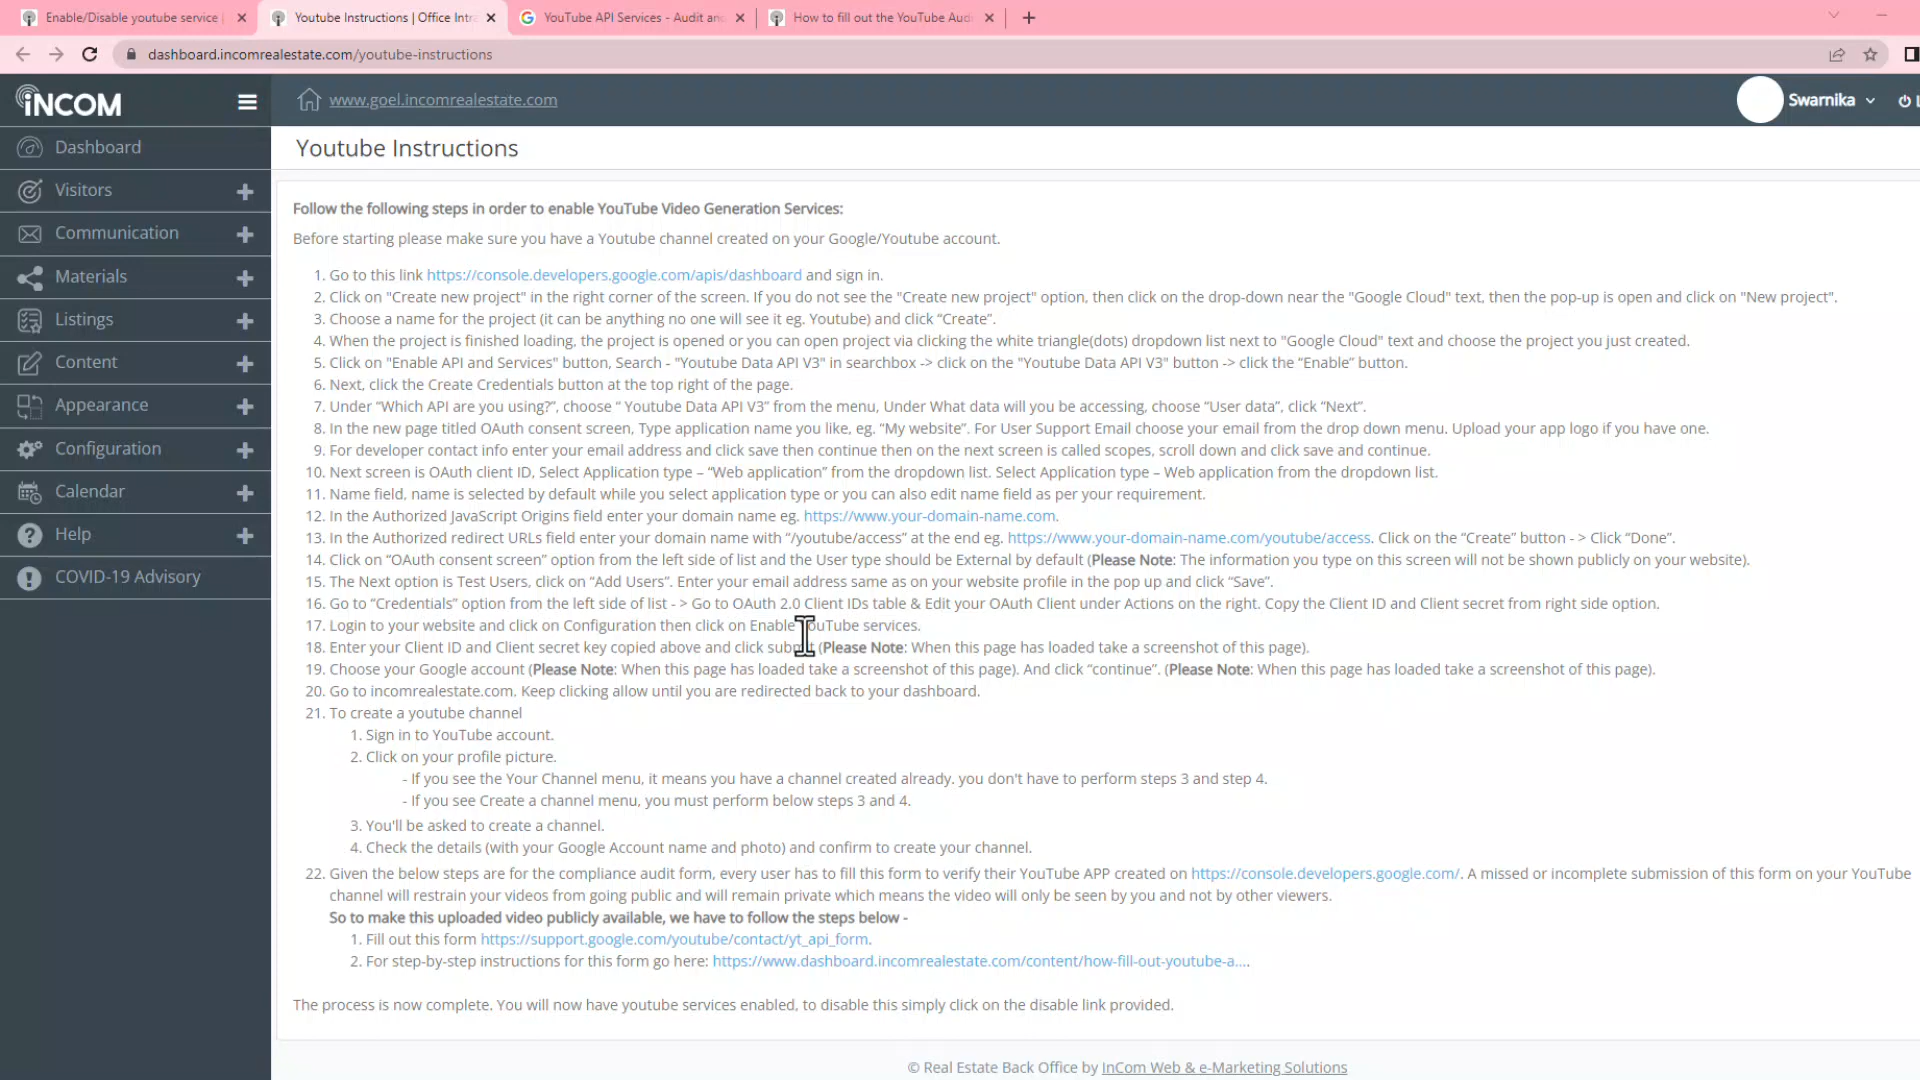 Enable/Disable youtube service
Youtube Instructions | Office Intra
YouTube API Services - Audit an
How to fill out the YouTube Aud
dashboard.incomrealestate.com/youtube-instructions
INCOM
www.goel.incomrealestate.com
Swarnika
Dashboard
Visitors
Communication
Materials
Listings
Content
Appearance
Configuration
Calendar
Help
COVID-19 Advisory
Youtube Instructions
Follow the following steps in order to enable YouTube Video Generation Services:
Before starting please make sure you have a Youtube channel created on your Google/Youtube account.
1. Go to this link https://console.developers.google.com/apis/dashboard and sign in.
2. Click on "Create new project" in the right corner of the screen. If you do not see the "Create new project" option, then click on the drop-down near the "Google Cloud" text, then the pop-up is open and click on "New project".
3. Choose a name for the project (it can be anything no one will see it eg. Youtube) and click “Create”.
4. When the project is finished loading, the project is opened or you can open project via clicking the white triangle(dots) dropdown list next to "Google Cloud" text and choose the project you just created.
5. Click on "Enable API and Services" button, Search - "Youtube Data API V3" in searchbox -> click on the "Youtube Data API V3" button -> click the “Enable” button.
6. Next, click the Create Credentials button at the top right of the page.
7. Under “Which API are you using?”, choose “ Youtube Data API V3” from the menu, Under What data will you be accessing, choose “User data”, click “Next”.
8. In the new page titled OAuth consent screen, Type application name you like, eg. “My website”. For User Support Email choose your email from the drop down menu. Upload your app logo if you have one.
9. For developer contact info enter your email address and click save then continue then on the next screen is called scopes, scroll down and click save and continue.
10. Next screen is OAuth client ID, Select Application type – “Web application” from the dropdown list. Select Application type – Web application from the dropdown list.
11. Name field, name is selected by default while you select application type or you can also edit name field as per your requirement.
12. In the Authorized JavaScript Origins field enter your domain name eg. https://www.your-domain-name.com.
13. In the Authorized redirect URLs field enter your domain name with “/youtube/access” at the end eg. https://www.your-domain-name.com/youtube/access. Click on the “Create” button - > Click “Done”.
14. Click on “OAuth consent screen” option from the left side of list and the User type should be External by default (Please Note: The information you type on this screen will not be shown publicly on your website).
15. The Next option is Test Users, click on “Add Users”. Enter your email address same as on your website profile in the pop up and click “Save”.
16. Go to “Credentials” option from the left side of list - > Go to OAuth 2.0 Client IDs table & Edit your OAuth Client under Actions on the right. Copy the Client ID and Client secret from right side option.
17. Login to your website and click on Configuration then click on Enable YouTube services.
18. Enter your Client ID and Client secret key copied above and click submit (Please Note: When this page has loaded take a screenshot of this page).
19. Choose your Google account (Please Note: When this page has loaded take a screenshot of this page). And click “continue”. (Please Note: When this page has loaded take a screenshot of this page).
20. Go to incomrealestate.com. Keep clicking allow until you are redirected back to your dashboard.
21. To create a youtube channel
1. Sign in to YouTube account.
2. Click on your profile picture.
- If you see the Your Channel menu, it means you have a channel created already. you don't have to perform steps 3 and step 4.
- If you see Create a channel menu, you must perform below steps 3 and 4.
3. You'll be asked to create a channel.
4. Check the details (with your Google Account name and photo) and confirm to create your channel.
22. Given the below steps are for the compliance audit form, every user has to fill this form to verify their YouTube APP created on https://console.developers.google.com/. A missed or incomplete submission of this form on your YouTube
channel will restrain your videos from going public and will remain private which means the video will only be seen by you and not by other viewers.
So to make this uploaded video publicly available, we have to follow the steps below -
1. Fill out this form https://support.google.com/youtube/contact/yt_api_form.
2. For step-by-step instructions for this form go here: https://www.dashboard.incomrealestate.com/content/how-fill-out-youtube-a....
The process is now complete. You will now have youtube services enabled, to disable this simply click on the disable link provided.
© Real Estate Back Office by InCom Web & e-Marketing Solutions